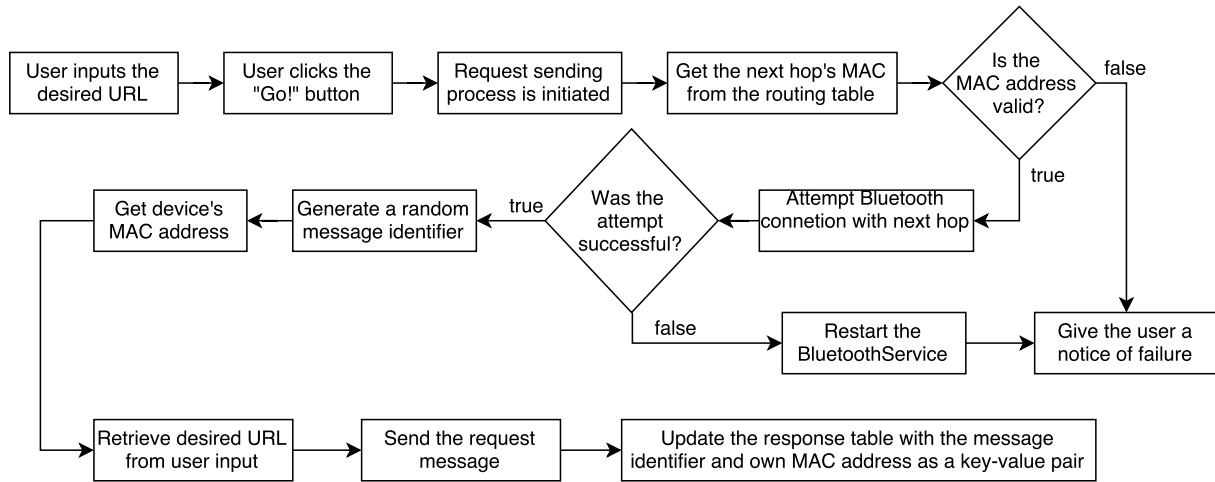 User inputs the
desired URL
User clicks the
"Go!" button
Request sending
process is initiated
Get the next hop's MAC
from the routing table
Is the
MAC address
valid?
false
true
Attempt Bluetooth
connetion with next hop
Was the
attempt
successful?
true
Generate a random
message identifier
Get device's
MAC address
false
Restart the
BluetoothService
Give the user a
notice of failure
Retrieve desired URL
from user input
Send the request
message
Update the response table with the message
identifier and own MAC address as a key-value pair